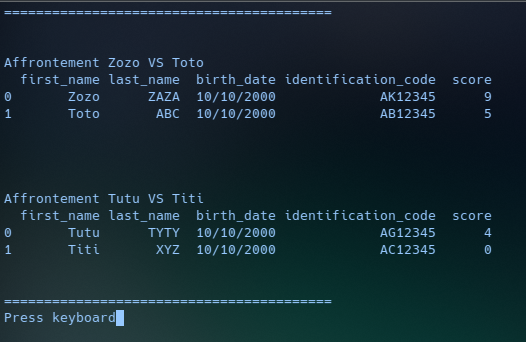 =========================================
Affrontement Zozo VS Toto
  first_name last_name  birth_date identification_code  score
0       Zozo      ZAZA  10/10/2000             AK12345      9
1       Toto       ABC  10/10/2000             AB12345      5
Affrontement Tutu VS Titi
  first_name last_name  birth_date identification_code  score
0       Tutu      TYTY  10/10/2000             AG12345      4
1       Titi       XYZ  10/10/2000             AC12345      0
=========================================
Press keyboard